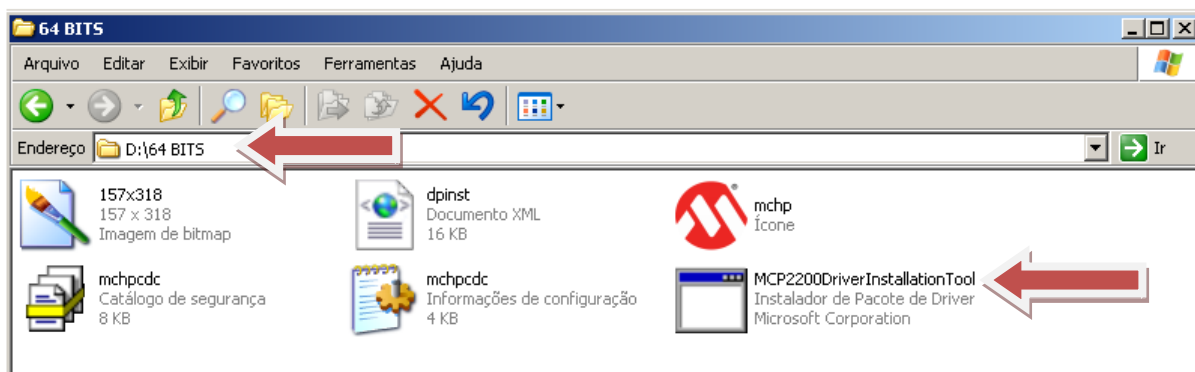 64 BITS
Arquivo Editar Exibir Favoritos Ferramentas Ajuda
Endereço D:\64 BITS Ir
157x318
157 x 318
Imagem de bitmap
dpinst
Documento XML
16 KB
mchp
Ícone
mchpcdc
Catálogo de segurança
8 KB
mchpcdc
Informações de configuração
4 KB
MCP2200DriverInstallationTool
Instalador de Pacote de Driver
Microsoft Corporation